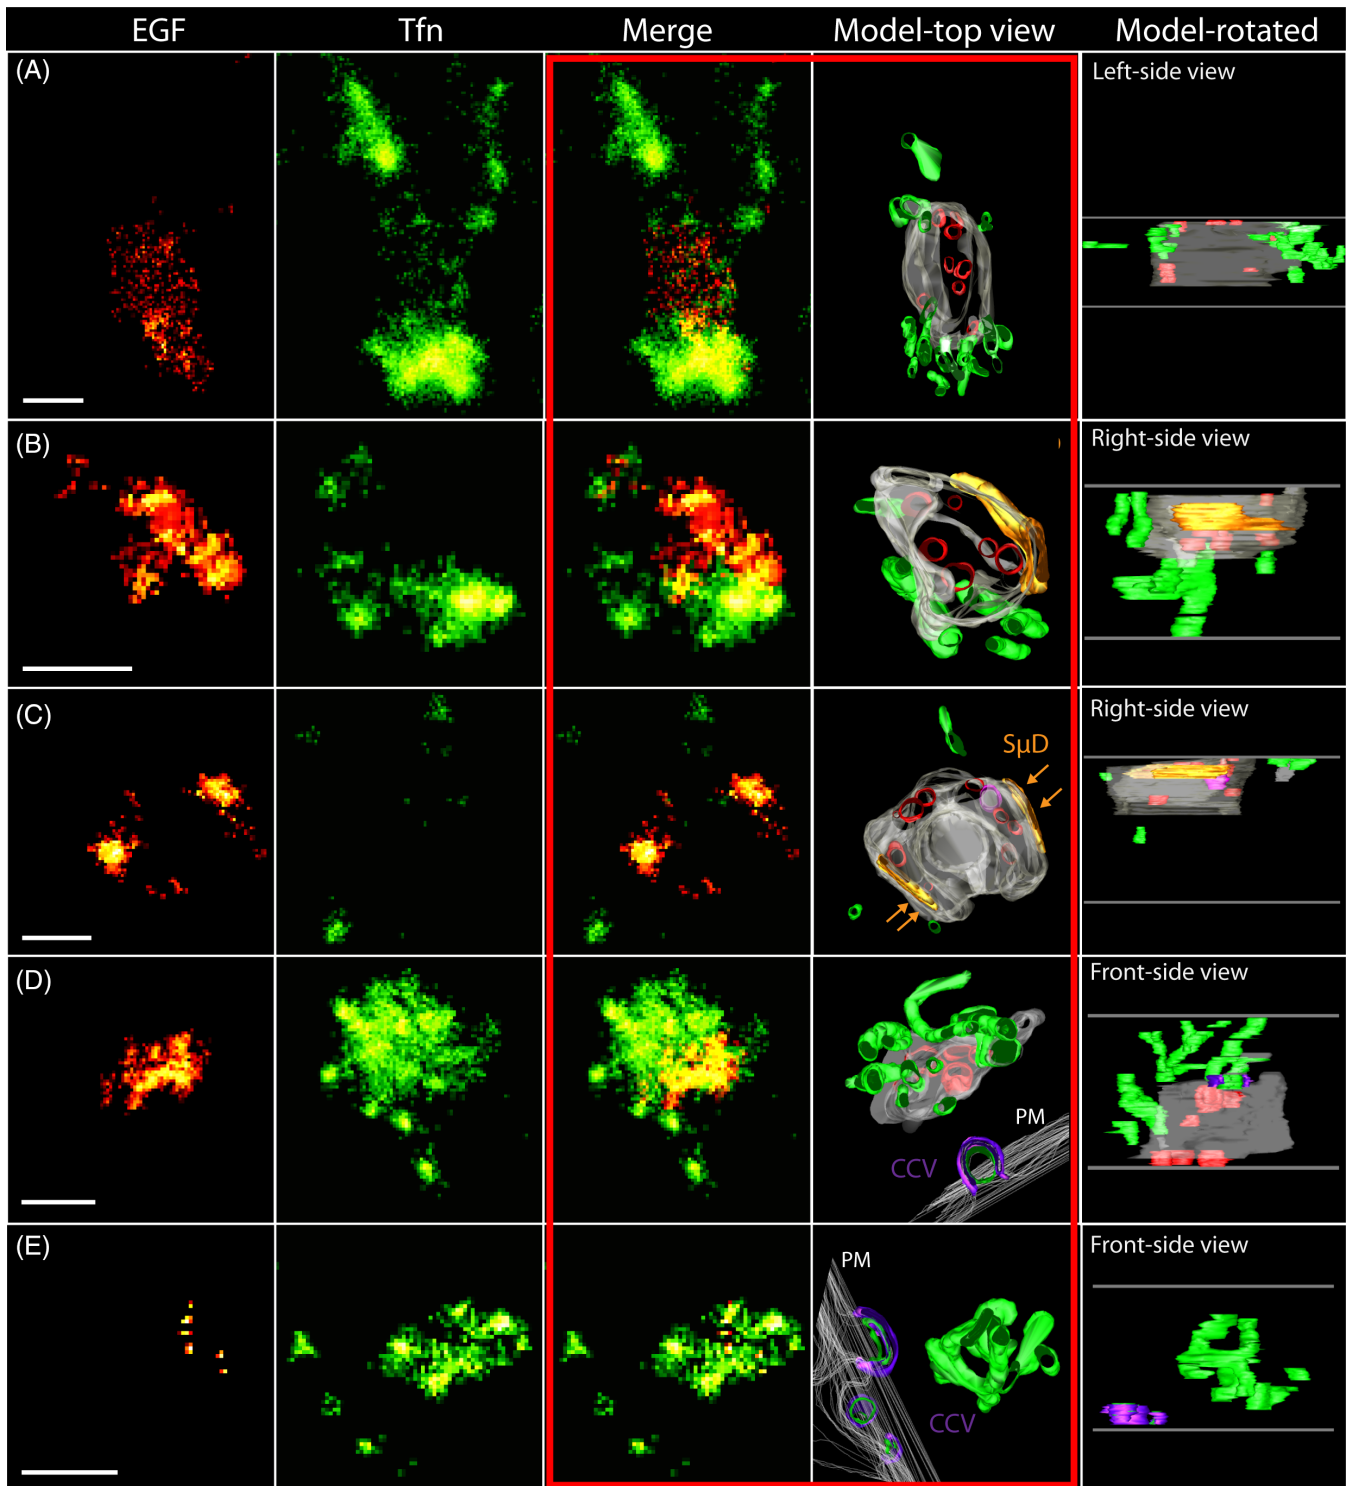 EGF Tfn Merge Model-top view Model-rotated
(A) Left-side view
(B) Right-side view
(C) Right-side view
SμD
(D) Front-side view
PM
CCV
(E) Front-side view
PM
CCV